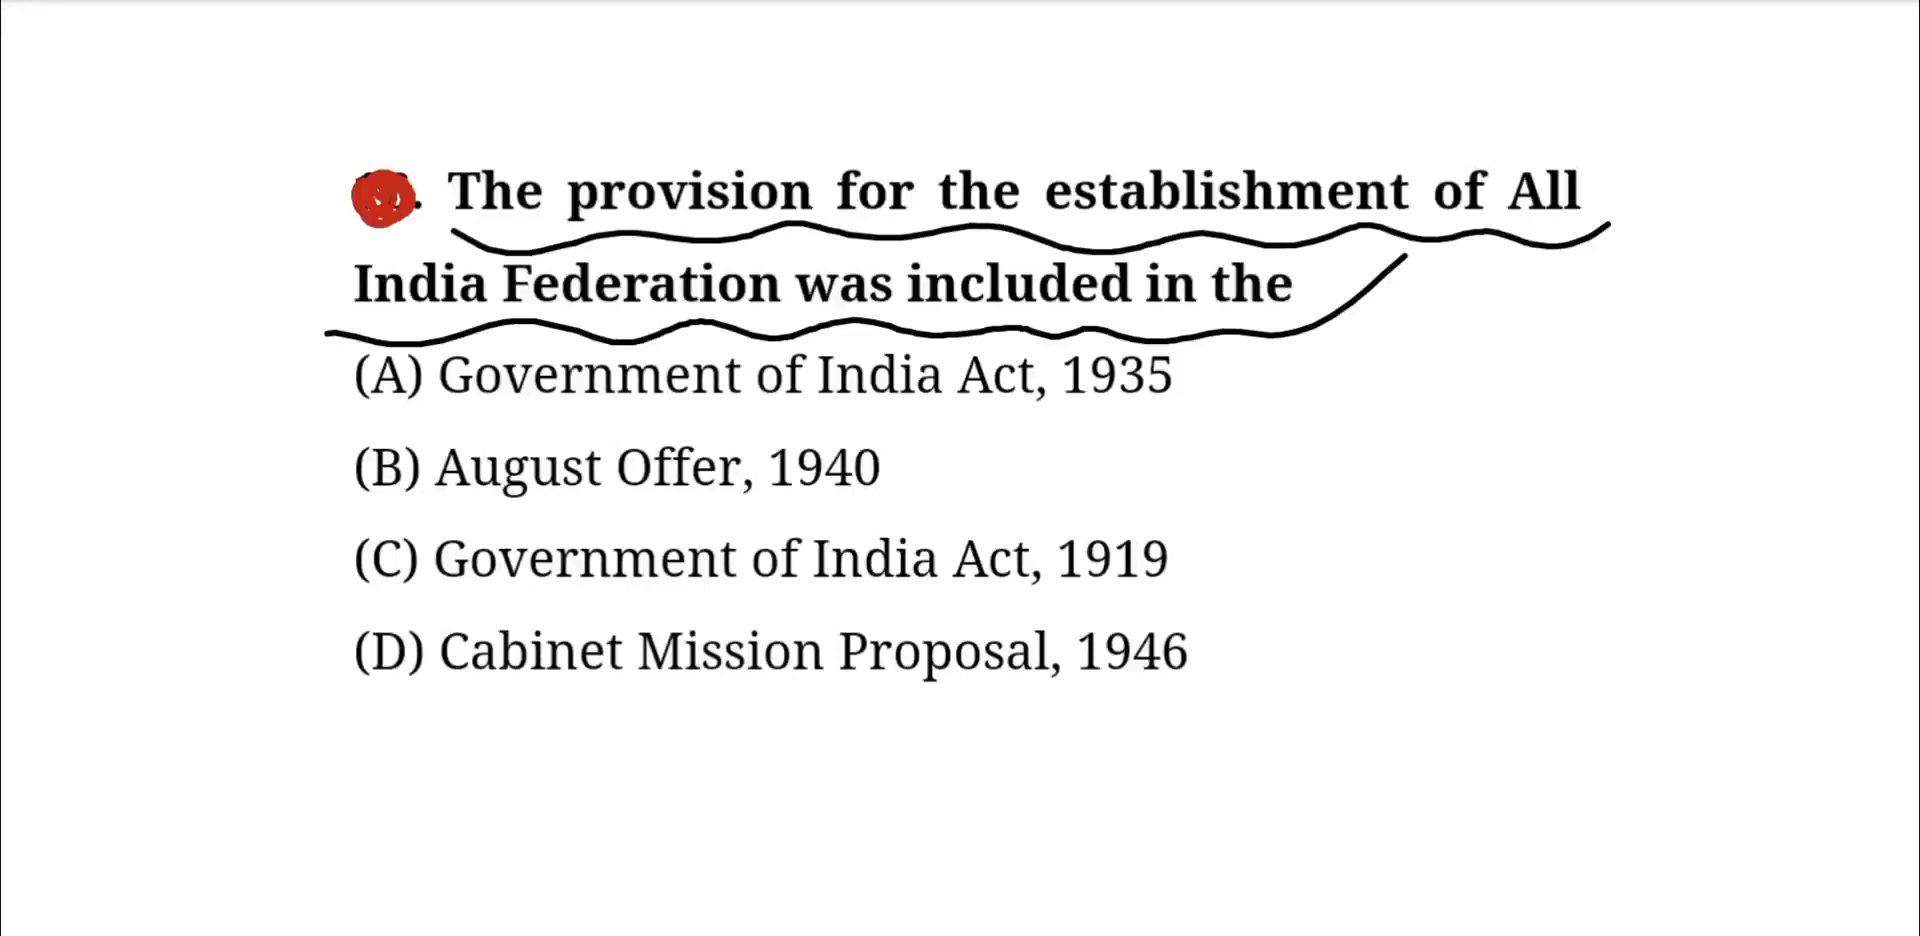 . The provision for the establishment of All
India Federation was included in the
(A) Government of India Act, 1935
(B) August Offer, 1940
(C) Government of India Act, 1919
(D) Cabinet Mission Proposal, 1946